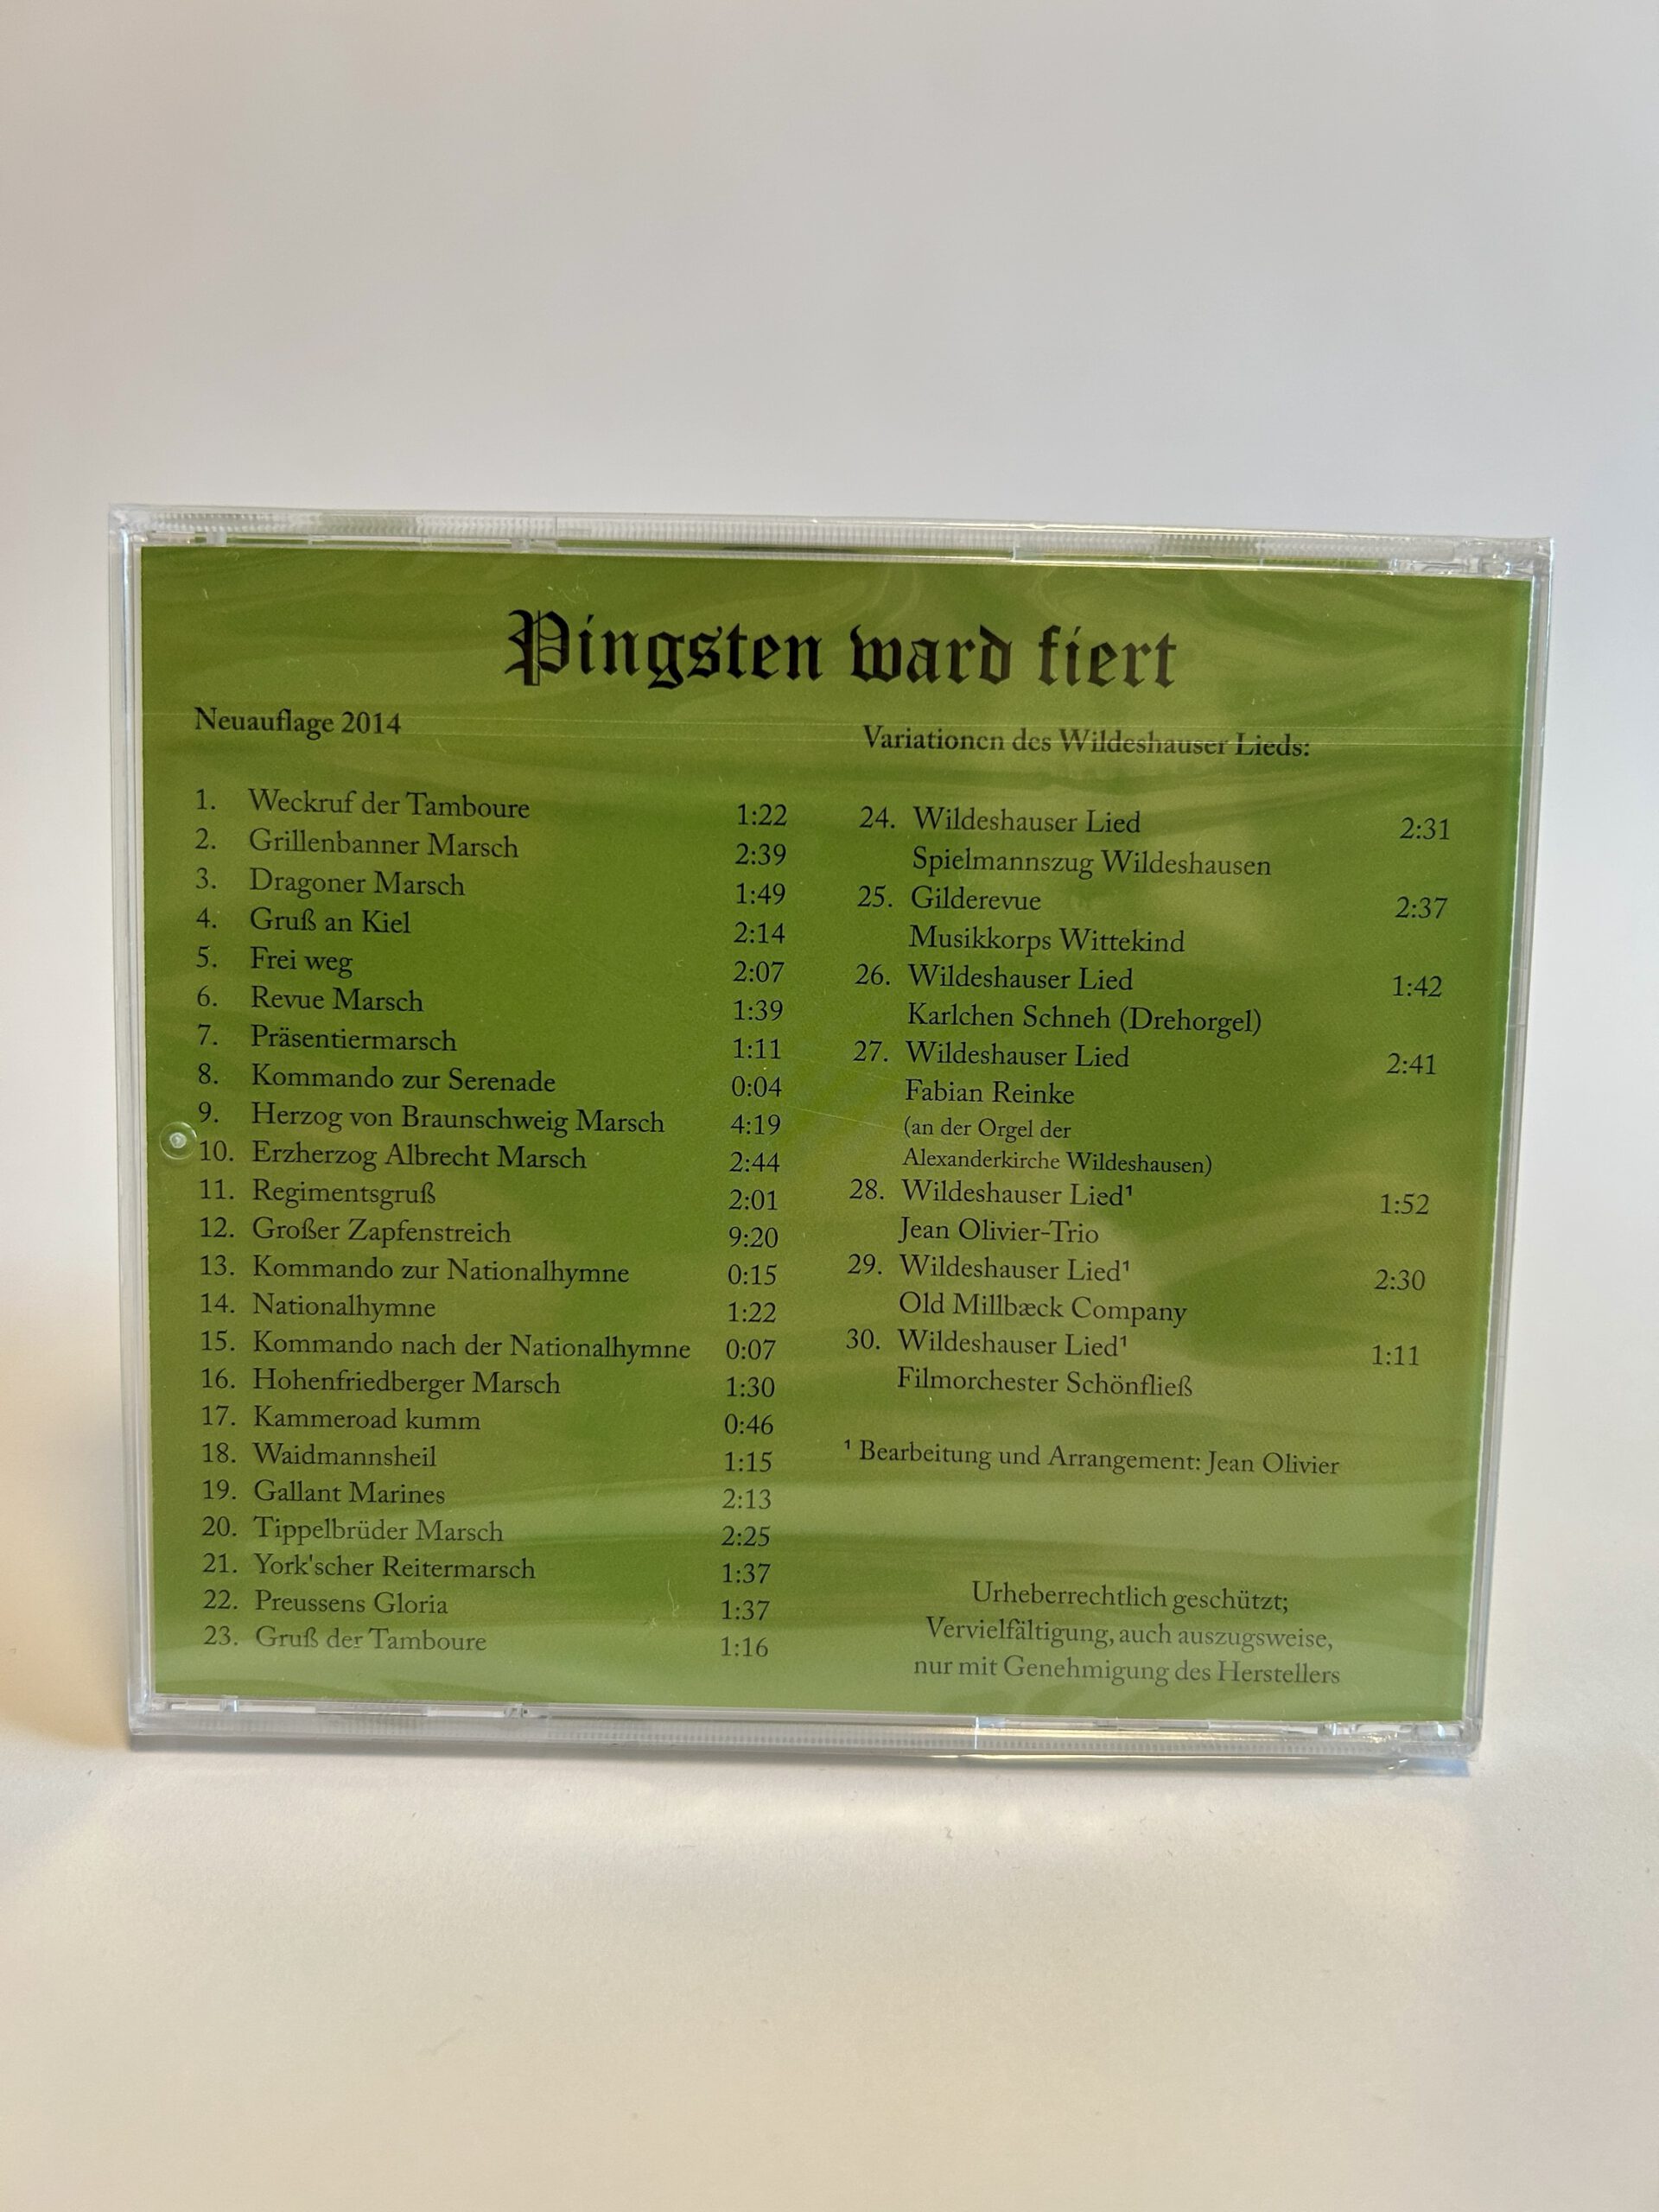 Pingsten ward fiert
Neuauflage 2014
1. Weckruf der Tamboure 1:22
2. Grillenbanner Marsch 2:39
3. Dragoner Marsch 1:49
4. Gruß an Kiel 2:14
5. Frei weg 2:07
6. Revue Marsch 1:39
7. Präsentiermarsch 1:11
8. Kommando zur Serenade 0:04
9. Herzog von Braunschweig Marsch 4:19
10. Erzherzog Albrecht Marsch 2:44
11. Regimentsgruß 2:01
12. Großer Zapfenstreich 9:20
13. Kommando zur Nationalhymne 0:15
14. Nationalhymne 1:22
15. Kommando nach der Nationalhymne 0:07
16. Hohenfriedberger Marsch 1:30
17. Kammeroad kumm 0:46
18. Waidmannsheil 1:15
19. Gallant Marines 2:13
20. Tippelbrüder Marsch 2:25
21. York'scher Reitermarsch 1:37
22. Preussens Gloria 1:37
23. Gruß der Tamboure 1:16
Variationen des Wildeshauser Lieds:
24. Wildeshauser Lied 2:31
Spielmannszug Wildeshausen
25. Gilderevue 2:37
Musikkorps Wittekind
26. Wildeshauser Lied 1:42
Karlchen Schneh (Drehorgel)
27. Wildeshauser Lied 2:41
Fabian Reinke
(an der Orgel der
Alexanderkirche Wildeshausen)
28. Wildeshauser Lied¹ 1:52
Jean Olivier-Trio
29. Wildeshauser Lied¹ 2:30
Old Millbæck Company
30. Wildeshauser Lied¹ 1:11
Filmorchester Schönfließ
¹ Bearbeitung und Arrangement: Jean Olivier
Urheberrechtlich geschützt;
Vervielfältigung, auch auszugsweise,
nur mit Genehmigung des Herstellers